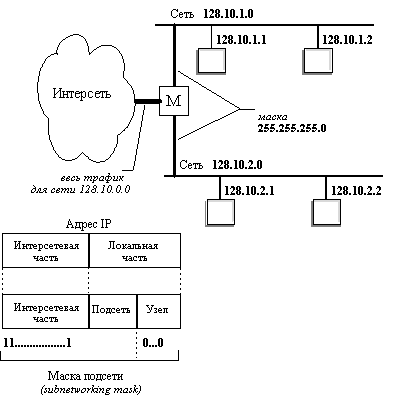 Сеть 128.10.1.0
128.10.1.1
128.10.1.2
Интерсеть
М
маска
255.255.255.0
весь трафик
для сети 128.10.0.0
Сеть 128.10.2.0
128.10.2.1
128.10.2.2
Адрес IP
Интерсетевая
часть
Локальная
часть
Интерсетевая
часть
Подсеть
Узел
11.................1
0...0
Маска подсети
(subnetworking mask)